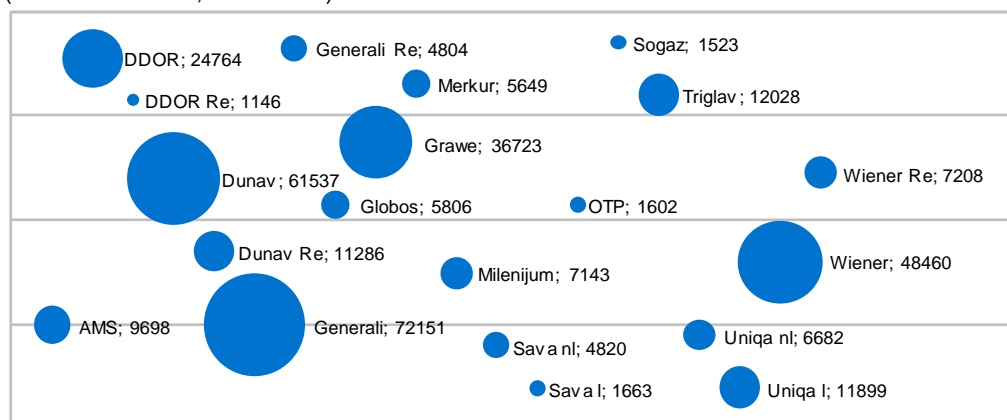 DDOR; 24764
Generali Re; 4804
Sogaz; 1523
Merkur; 5649
DDOR Re; 1146
Triglav; 12028
Grawe; 36723
Dunav; 61537
Wiener Re; 7208
Globos; 5806
OTP; 1602
Dunav Re; 11286
Milenijum; 7143
Wiener; 48460
AMS; 9698
Generali; 72151
Sava nl; 4820
Uniqa nl; 6682
Sava l; 1663
Uniqa l; 11899